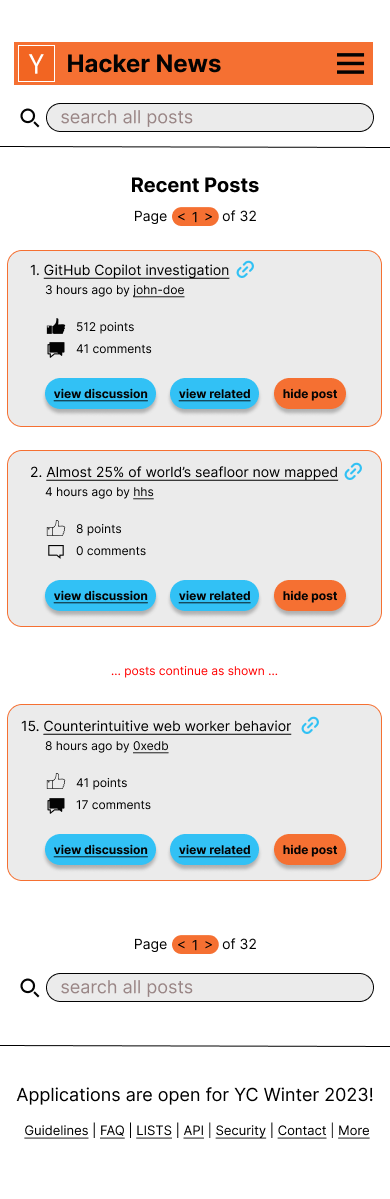 Y Hacker News
search all posts
Recent Posts
Page < 1 > of 32
1. GitHub Copilot investigation
3 hours ago by john-doe
512 points
41 comments
view discussion view related hide post
2. Almost 25% of world’s seafloor now mapped
4 hours ago by hhs
8 points
0 comments
view discussion view related hide post
... posts continue as shown ...
15. Counterintuitive web worker behavior
8 hours ago by 0xedb
41 points
17 comments
view discussion view related hide post
Page < 1 > of 32
search all posts
Applications are open for YC Winter 2023!
Guidelines | FAQ | LISTS | API | Security | Contact | More